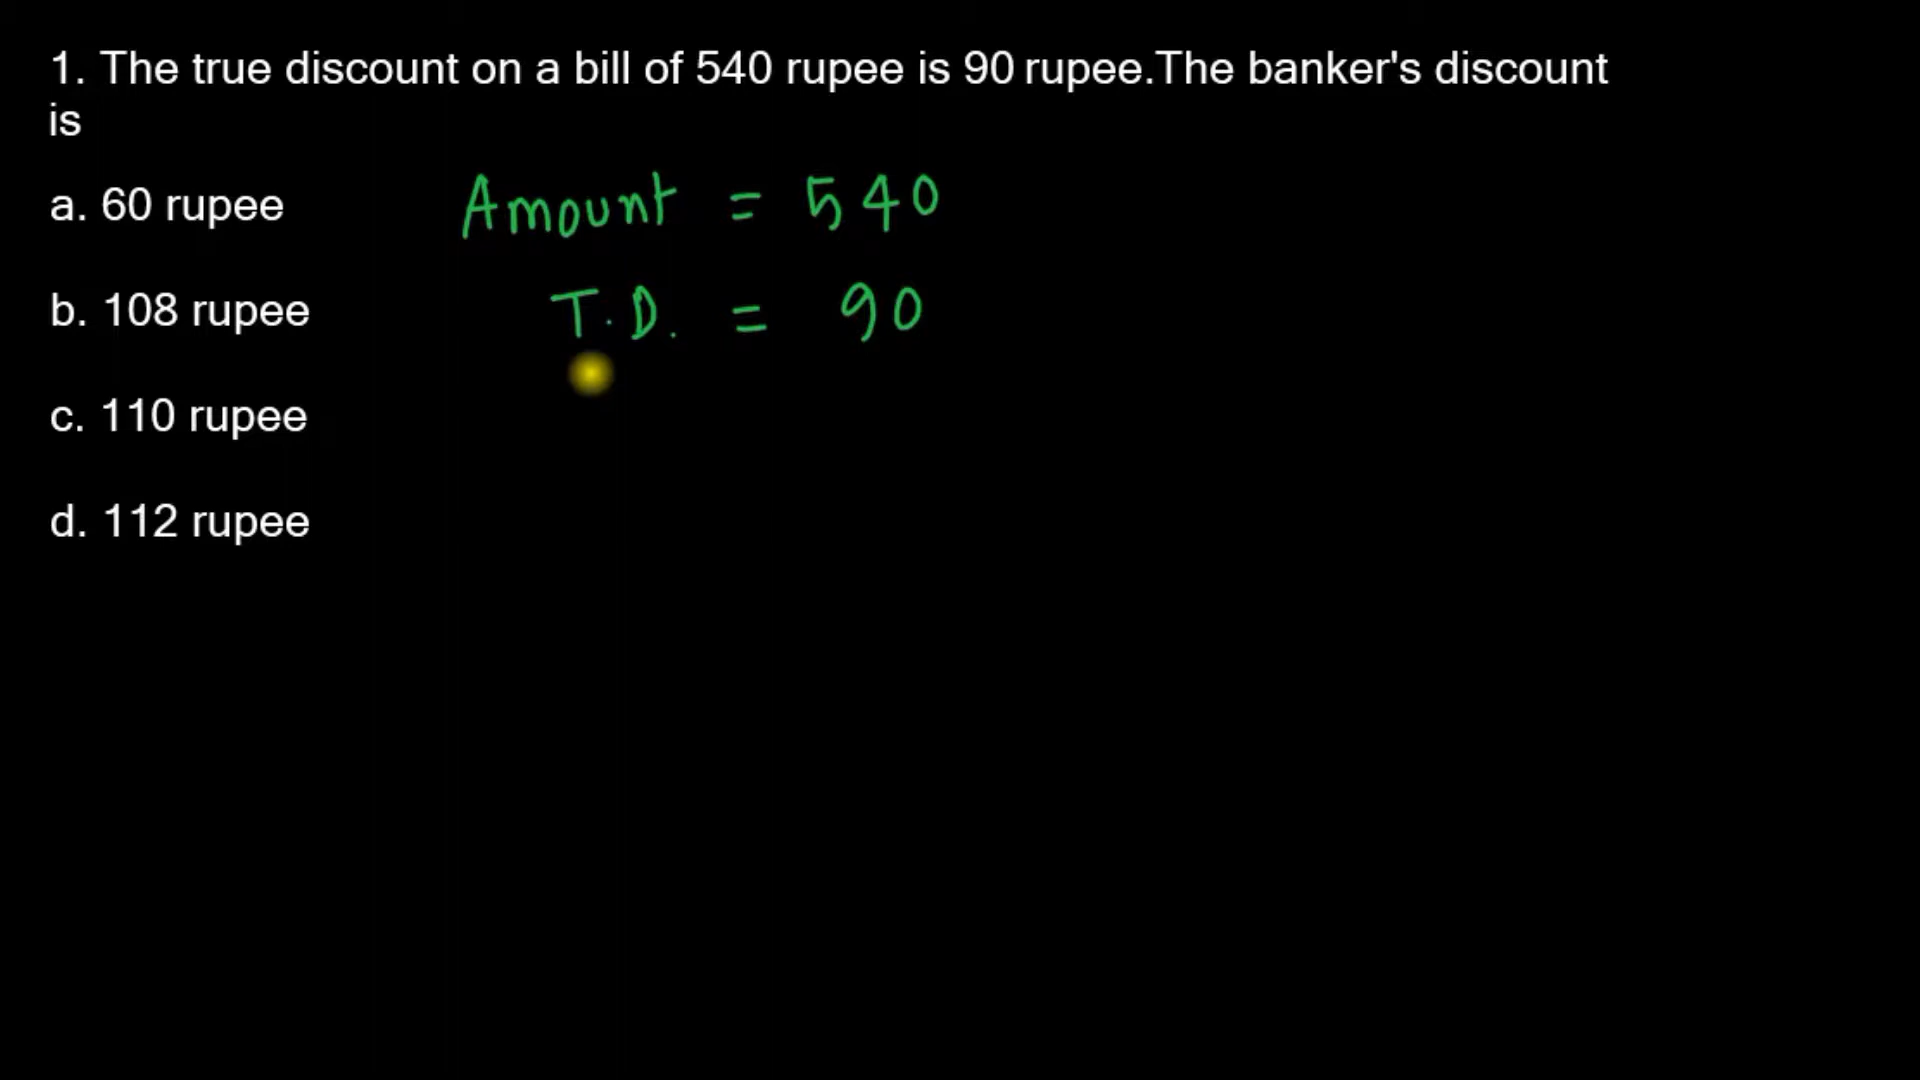 1. The true discount on a bill of 540 rupee is 90 rupee.The banker's discount
is
a. 60 rupee
Amount = 540
b. 108 rupee
T.D. = 90
c. 110 rupee
d. 112 rupee